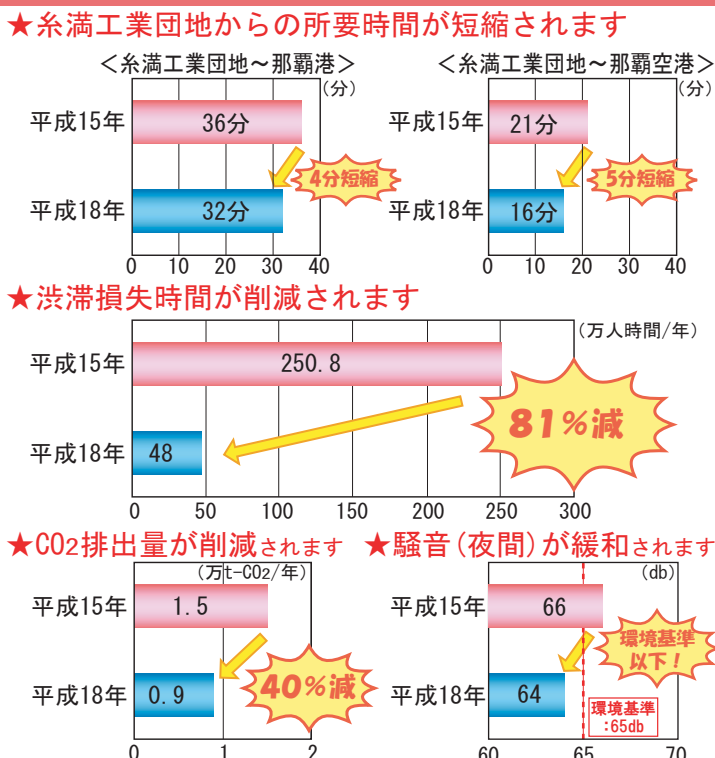 ★糸満工業団地からの所要時間が短縮されます
＜糸満工業団地～那覇港＞
(分)
平成15年
36分
4分短縮
平成18年
32分
0 10 20 30 40
＜糸満工業団地～那覇空港＞
(分)
平成15年
21分
5分短縮
平成18年
16分
0 10 20 30 40
★渋滞損失時間が削減されます
(万人時間/年)
平成15年
250.8
81%減
平成18年
48
0 50 100 150 200 250 300
★CO2排出量が削減されます
(万t-CO2/年)
平成15年
1.5
40%減
平成18年
0.9
0 1 2
★騒音(夜間)が緩和されます
(db)
平成15年
66
環境基準
以下！
平成18年
64
環境基準
:65db
60 65 70